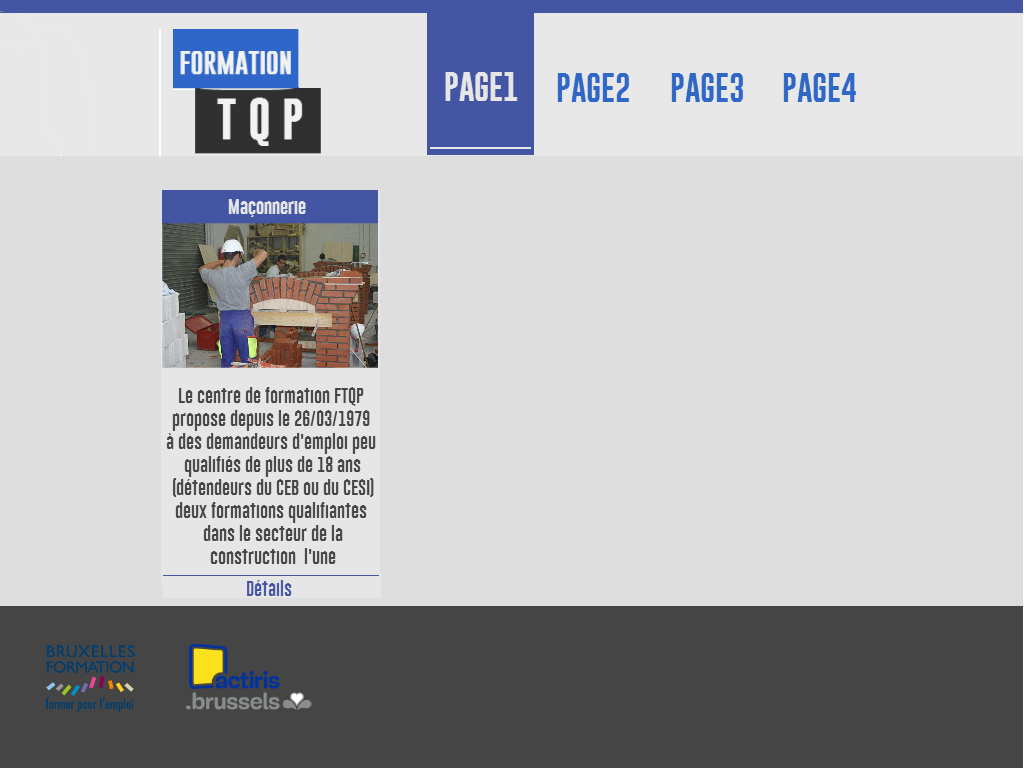 FORMATION
TQP
PAGE1 PAGE2 PAGE3 PAGE4
Maçonnerie
Le centre de formation FTQP
propose depuis le 26/03/1979
à des demandeurs d'emploi peu
qualifiés de plus de 18 ans
(détendeurs du CEB ou du CESI)
deux formations qualifiantes
dans le secteur de la
construction l'une
Détails
BRUXELLES
FORMATION
former pour l'emploi
actiris
.brussels